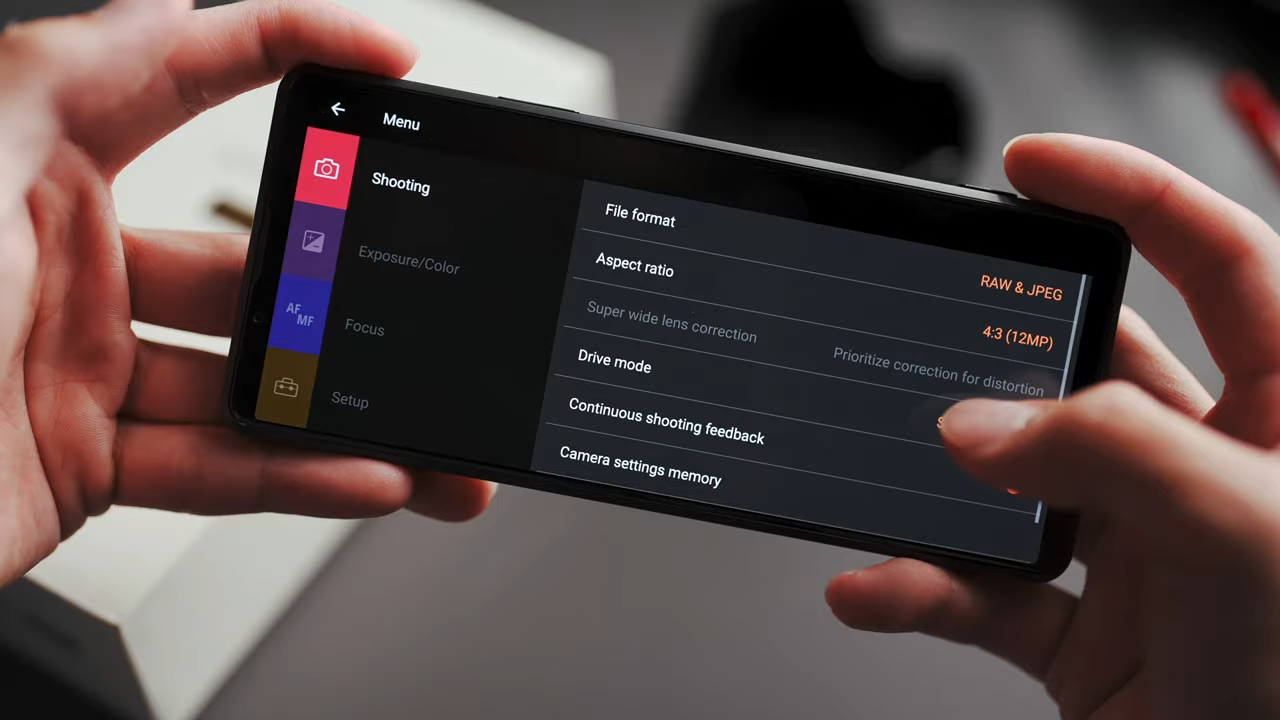 Menu
Shooting
Exposure/Color
AF
MF
Focus
Setup
File format
RAW & JPEG
Aspect ratio
4:3 (12MP)
Super wide lens correction
Prioritize correction for distortion
Drive mode
Continuous shooting feedback
Camera settings memory